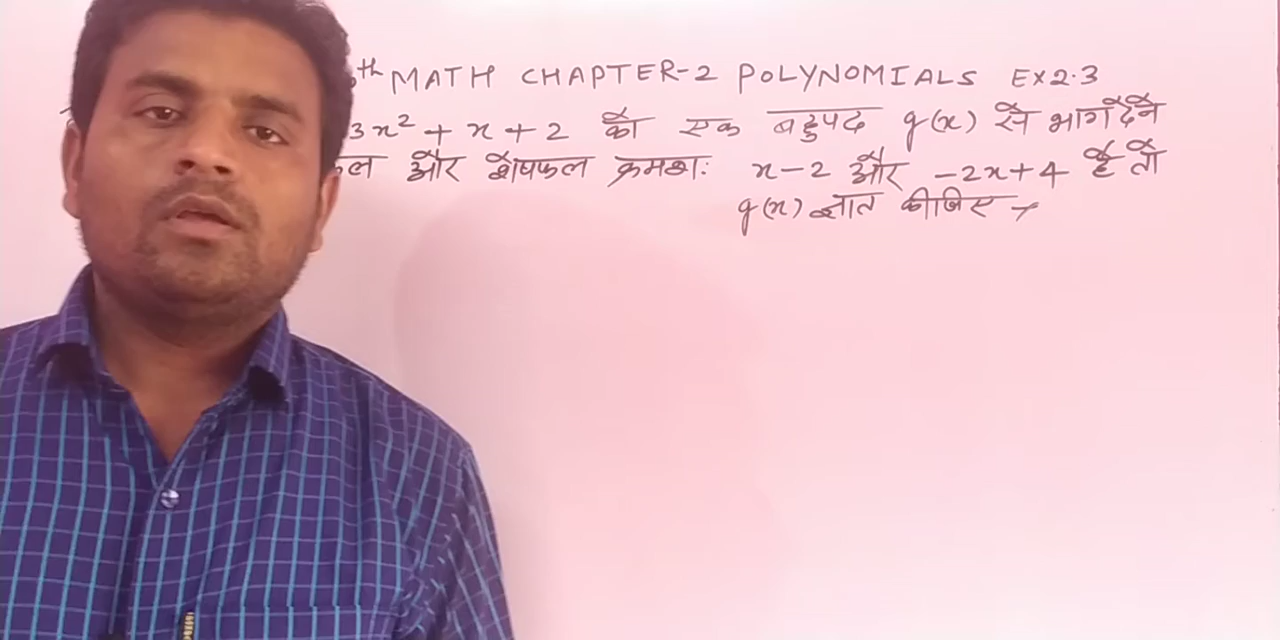 th MATH CHAPTER-2 POLYNOMIALS EX 2.3
3x² + x + 2 को एक बहुपद g(x) से भाग देने
ल और शेषफल क्रमशः x-2 और -2x+4 है तो
g(x) ज्ञात कीजिए